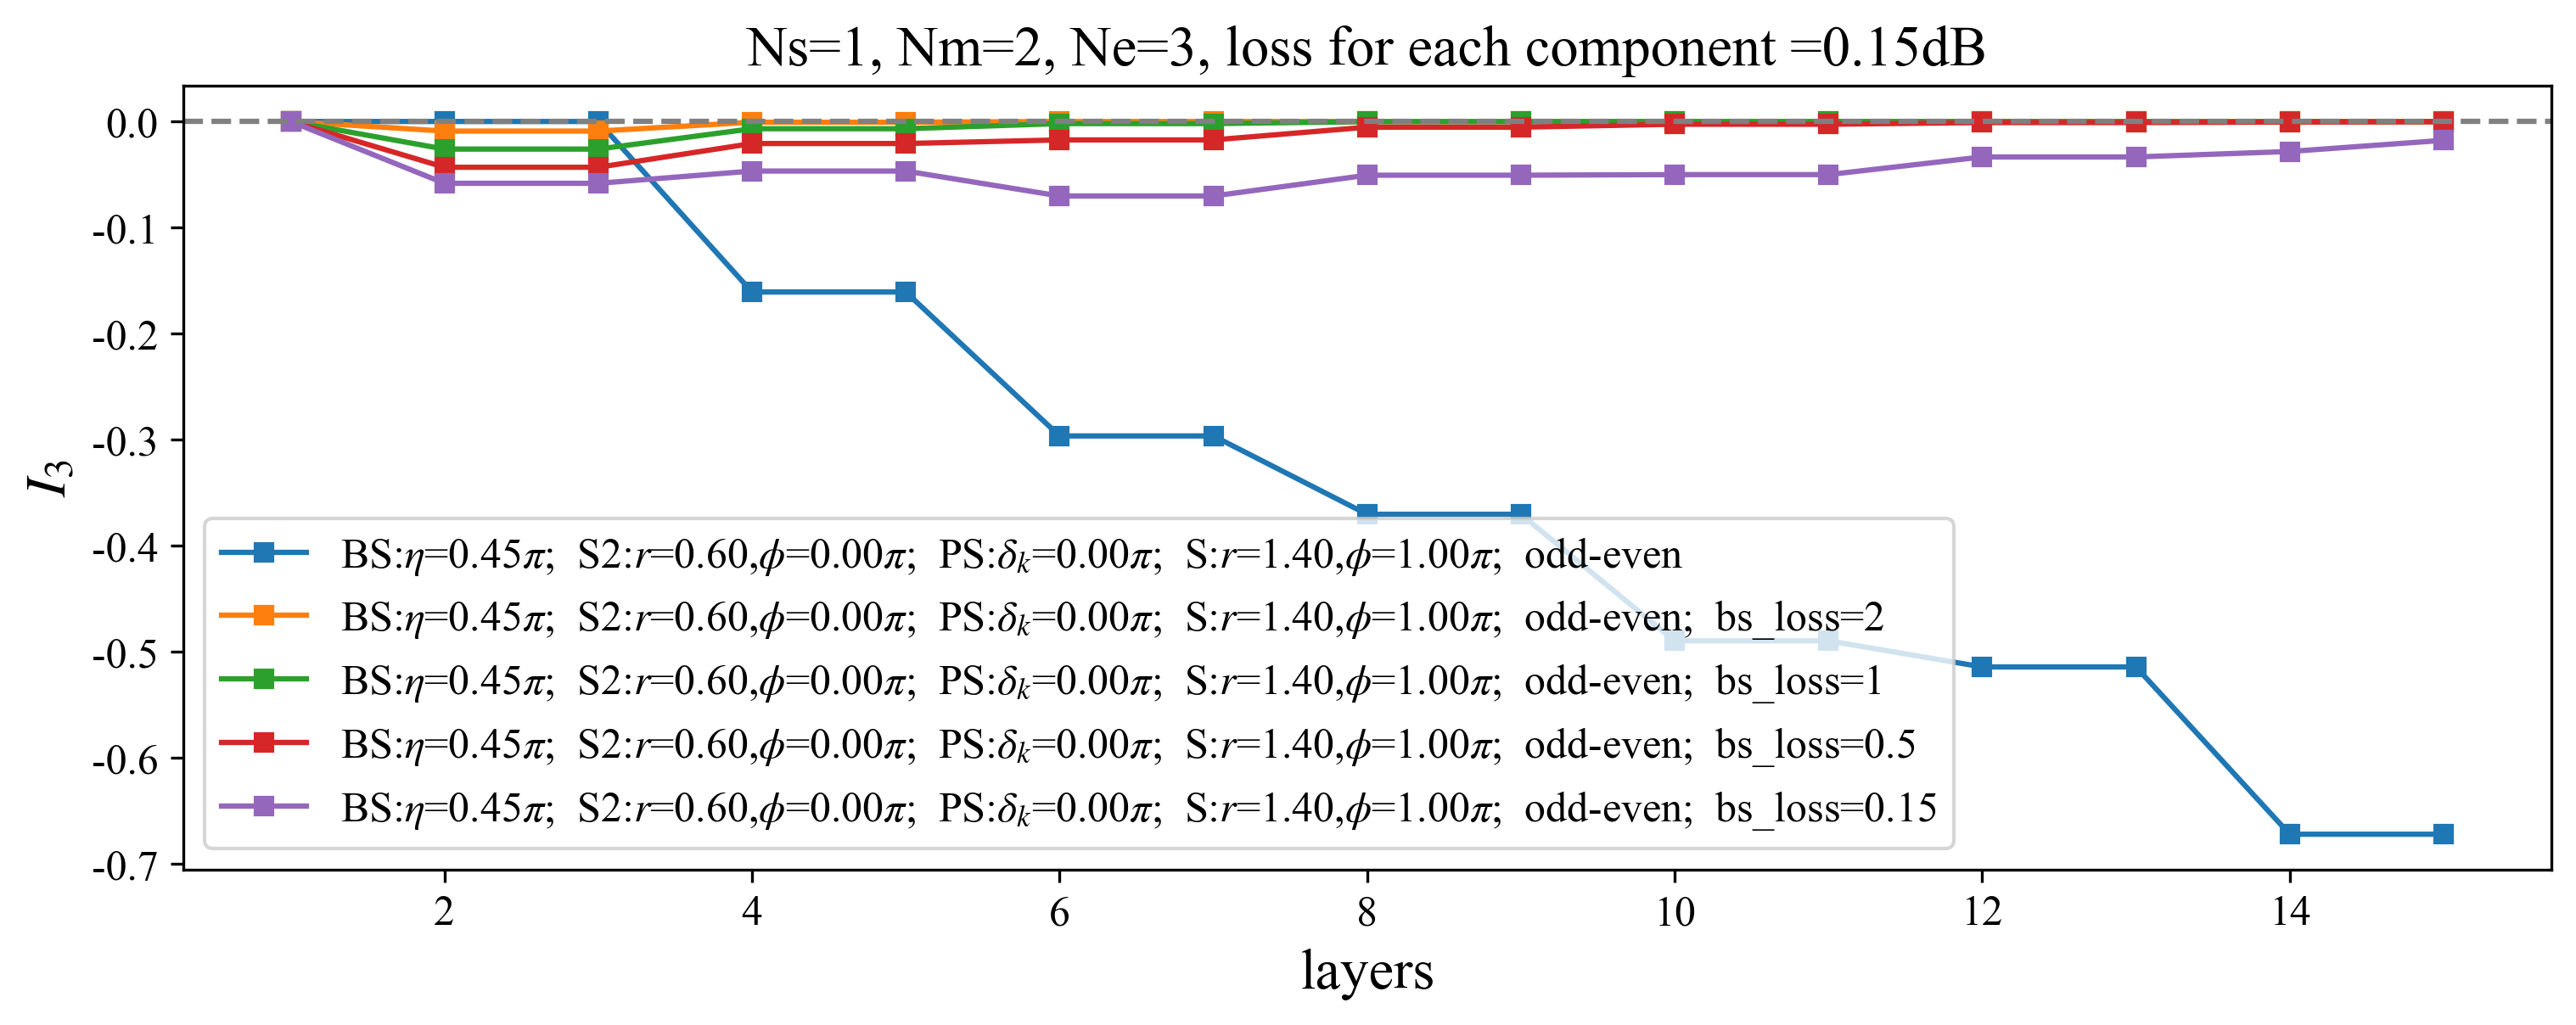 Ns=1, Nm=2, Ne=3, loss for each component =0.15dB
0.0
-0.1
-0.2
-0.3
-0.4
-0.5
-0.6
-0.7
I₃
BS:η=0.45π; S2:r=0.60,ϕ=0.00π; PS:δₖ=0.00π; S:r=1.40,ϕ=1.00π; odd-even
BS:η=0.45π; S2:r=0.60,ϕ=0.00π; PS:δₖ=0.00π; S:r=1.40,ϕ=1.00π; odd-even; bs_loss=2
BS:η=0.45π; S2:r=0.60,ϕ=0.00π; PS:δₖ=0.00π; S:r=1.40,ϕ=1.00π; odd-even; bs_loss=1
BS:η=0.45π; S2:r=0.60,ϕ=0.00π; PS:δₖ=0.00π; S:r=1.40,ϕ=1.00π; odd-even; bs_loss=0.5
BS:η=0.45π; S2:r=0.60,ϕ=0.00π; PS:δₖ=0.00π; S:r=1.40,ϕ=1.00π; odd-even; bs_loss=0.15
2 4 6 8 10 12 14
layers